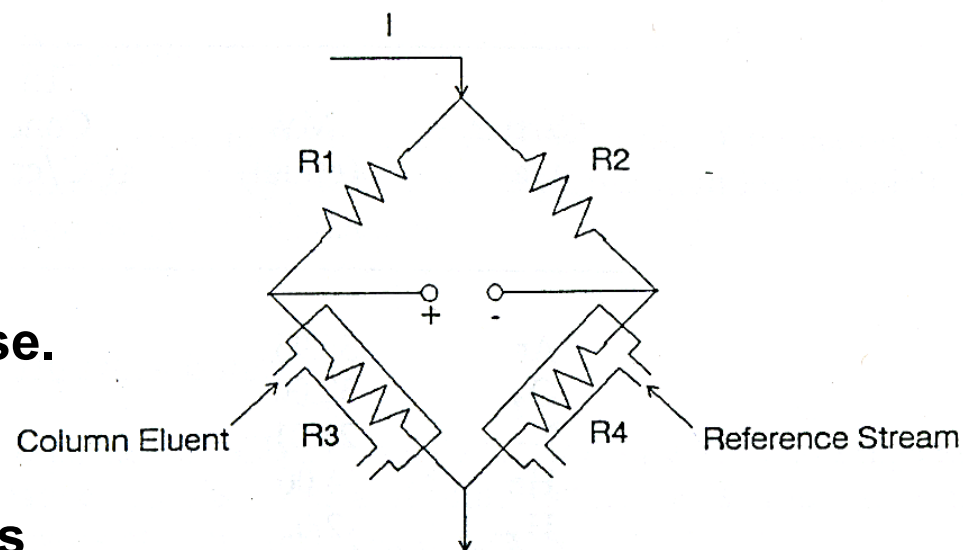 I
R1
R2
+ -
se.
Column Eluent
R3
R4
Reference Stream
s